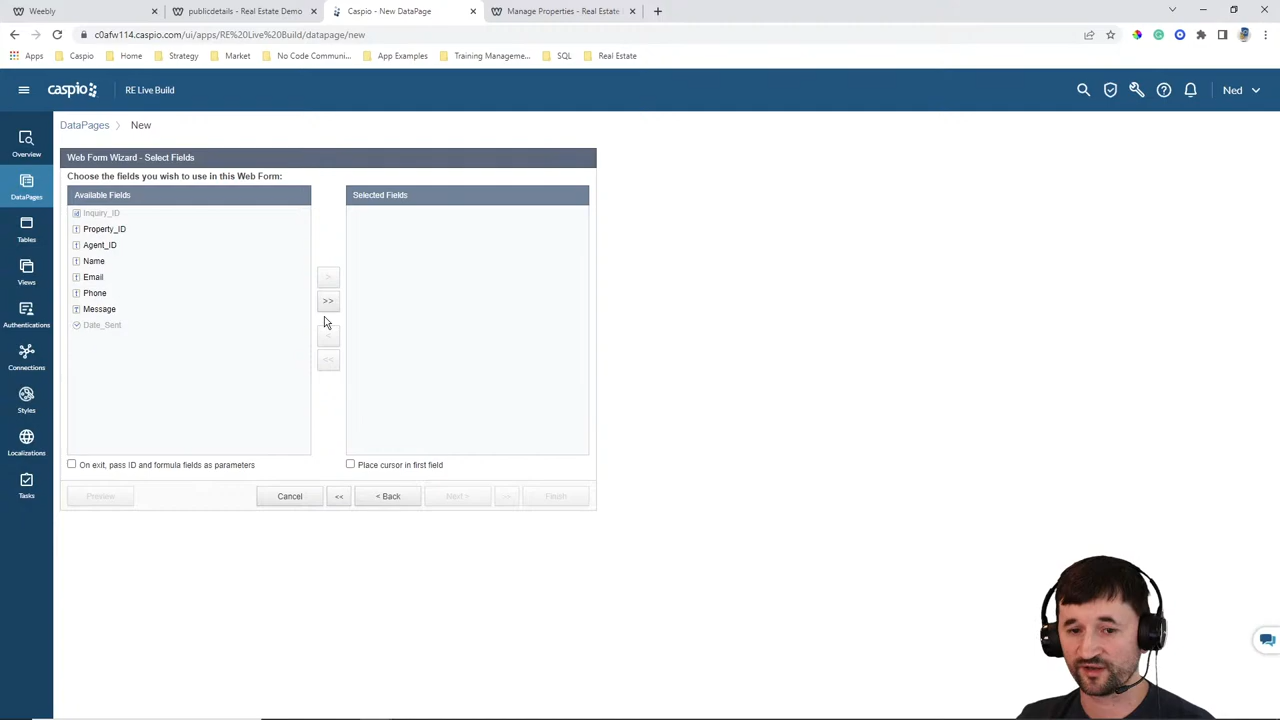 Weebly
publicdetails - Real Estate Demo
Caspio - New DataPage
Manage Properties - Real Estate
c0afw114.caspio.com/ui/apps/RE%20Live%20Build/datapage/new
Apps
Caspio
Home
Strategy
Market
No Code Communi...
App Examples
Training Manageme...
SQL
Real Estate
caspio
RE Live Build
Ned
Overview
DataPages
Tables
Views
Authentications
Connections
Styles
Localizations
Tasks
DataPages
New
Web Form Wizard - Select Fields
Choose the fields you wish to use in this Web Form:
Available Fields
Inquiry_ID
Property_ID
Agent_ID
Name
Email
Phone
Message
Date_Sent
>
>>
<
<<
Selected Fields
On exit, pass ID and formula fields as parameters
Place cursor in first field
Preview
Cancel
<<
< Back
Next >
>>
Finish